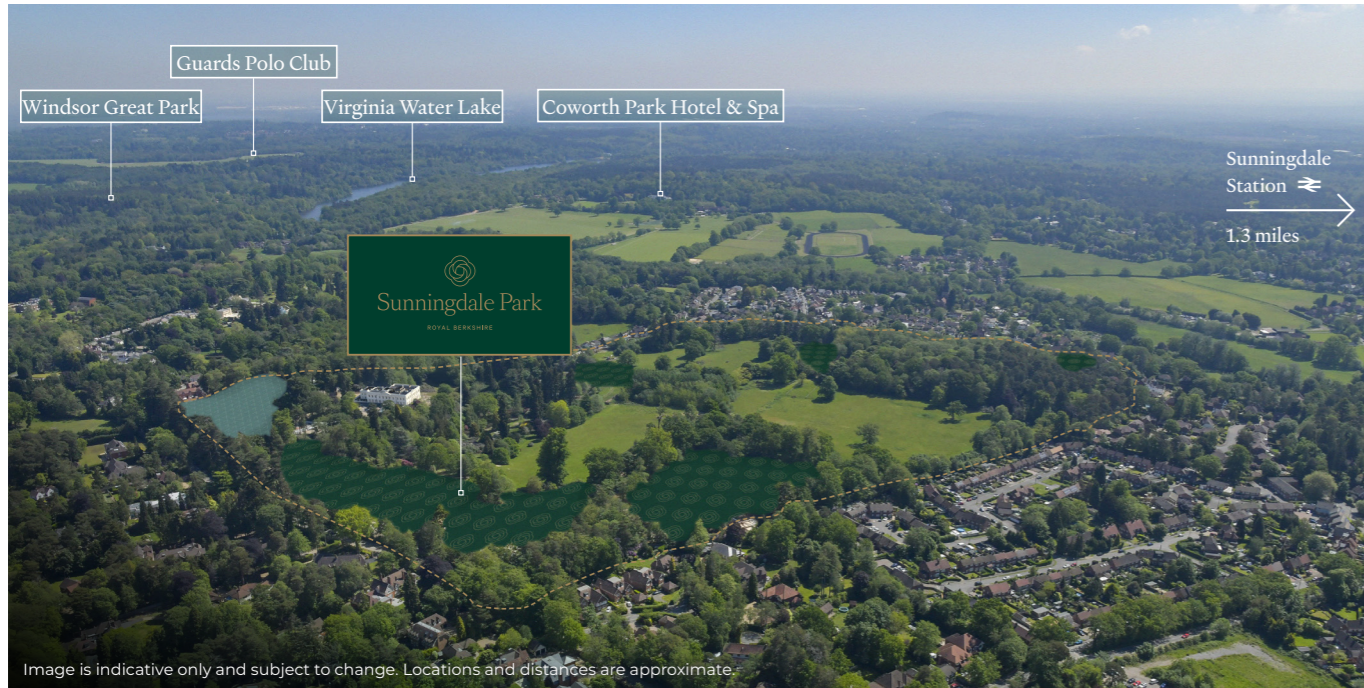 Guards Polo Club
Windsor Great Park
Virginia Water Lake
Coworth Park Hotel & Spa
Sunningdale
Station
1.3 miles
Sunningdale Park
ROYAL BERKSHIRE
Image is indicative only and subject to change. Locations and distances are approximate.